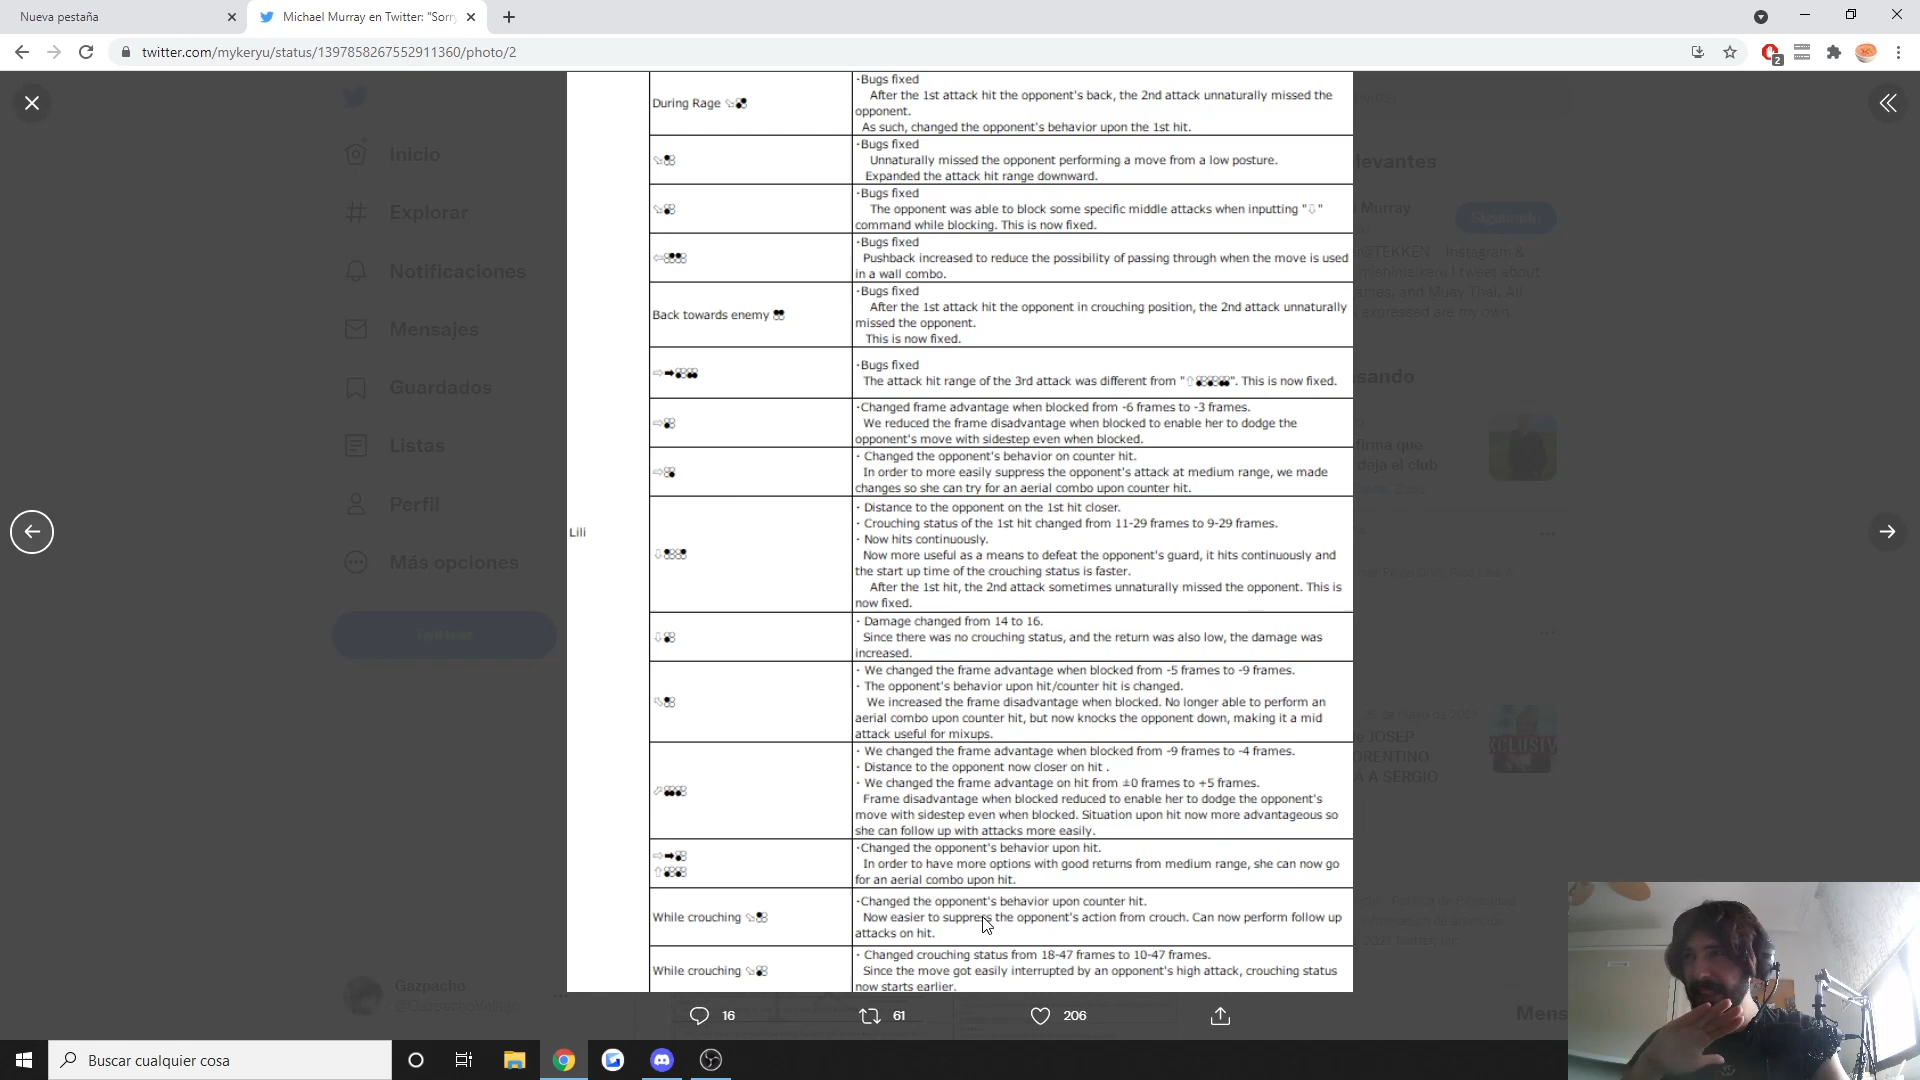 Nueva pestaña
Michael Murray en Twitter: "Sorry
twitter.com/mykeryu/status/1397858267552911360/photo/2
2
Inicio
Explorar
Notificaciones
Mensajes
Guardados
Listas
Perfil
Más opciones
Gazpacho
Lili
During Rage
·Bugs fixed
After the 1st attack hit the opponent's back, the 2nd attack unnaturally missed the
opponent.
As such, changed the opponent's behavior upon the 1st hit.
·Bugs fixed
Unnaturally missed the opponent performing a move from a low posture.
Expanded the attack hit range downward.
·Bugs fixed
The opponent was able to block some specific middle attacks when inputting "⇩"
command while blocking. This is now fixed.
·Bugs fixed
Pushback increased to reduce the possibility of passing through when the move is used
in a wall combo.
Back towards enemy
·Bugs fixed
After the 1st attack hit the opponent in crouching position, the 2nd attack unnaturally
missed the opponent.
This is now fixed.
·Bugs fixed
The attack hit range of the 3rd attack was different from "⇧". This is now fixed.
·Changed frame advantage when blocked from -6 frames to -3 frames.
We reduced the frame disadvantage when blocked to enable her to dodge the
opponent's move with sidestep even when blocked.
· Changed the opponent's behavior on counter hit.
In order to more easily suppress the opponent's attack at medium range, we made
changes so she can try for an aerial combo upon counter hit.
· Distance to the opponent on the 1st hit closer.
· Crouching status of the 1st hit changed from 11-29 frames to 9-29 frames.
· Now hits continuously.
Now more useful as a means to defeat the opponent's guard, it hits continuously and
the start up time of the crouching status is faster.
After the 1st hit, the 2nd attack sometimes unnaturally missed the opponent. This is
now fixed.
· Damage changed from 14 to 16.
Since there was no crouching status, and the return was also low, the damage was
increased.
· We changed the frame advantage when blocked from -5 frames to -9 frames.
· The opponent's behavior upon hit/counter hit is changed.
We increased the frame disadvantage when blocked. No longer able to perform an
aerial combo upon counter hit, but now knocks the opponent down, making it a mid
attack useful for mixups.
· We changed the frame advantage when blocked from -9 frames to -4 frames.
· Distance to the opponent now closer on hit .
· We changed the frame advantage on hit from ±0 frames to +5 frames.
Frame disadvantage when blocked reduced to enable her to dodge the opponent's
move with sidestep even when blocked. Situation upon hit now more advantageous so
she can follow up with attacks more easily.
·Changed the opponent's behavior upon hit.
In order to have more options with good returns from medium range, she can now go
for an aerial combo upon hit.
While crouching
·Changed the opponent's behavior upon counter hit.
Now easier to suppress the opponent's action from crouch. Can now perform follow up
attacks on hit.
While crouching
· Changed crouching status from 18-47 frames to 10-47 frames.
Since the move got easily interrupted by an opponent's high attack, crouching status
now starts earlier.
16
61
206
Buscar cualquier cosa